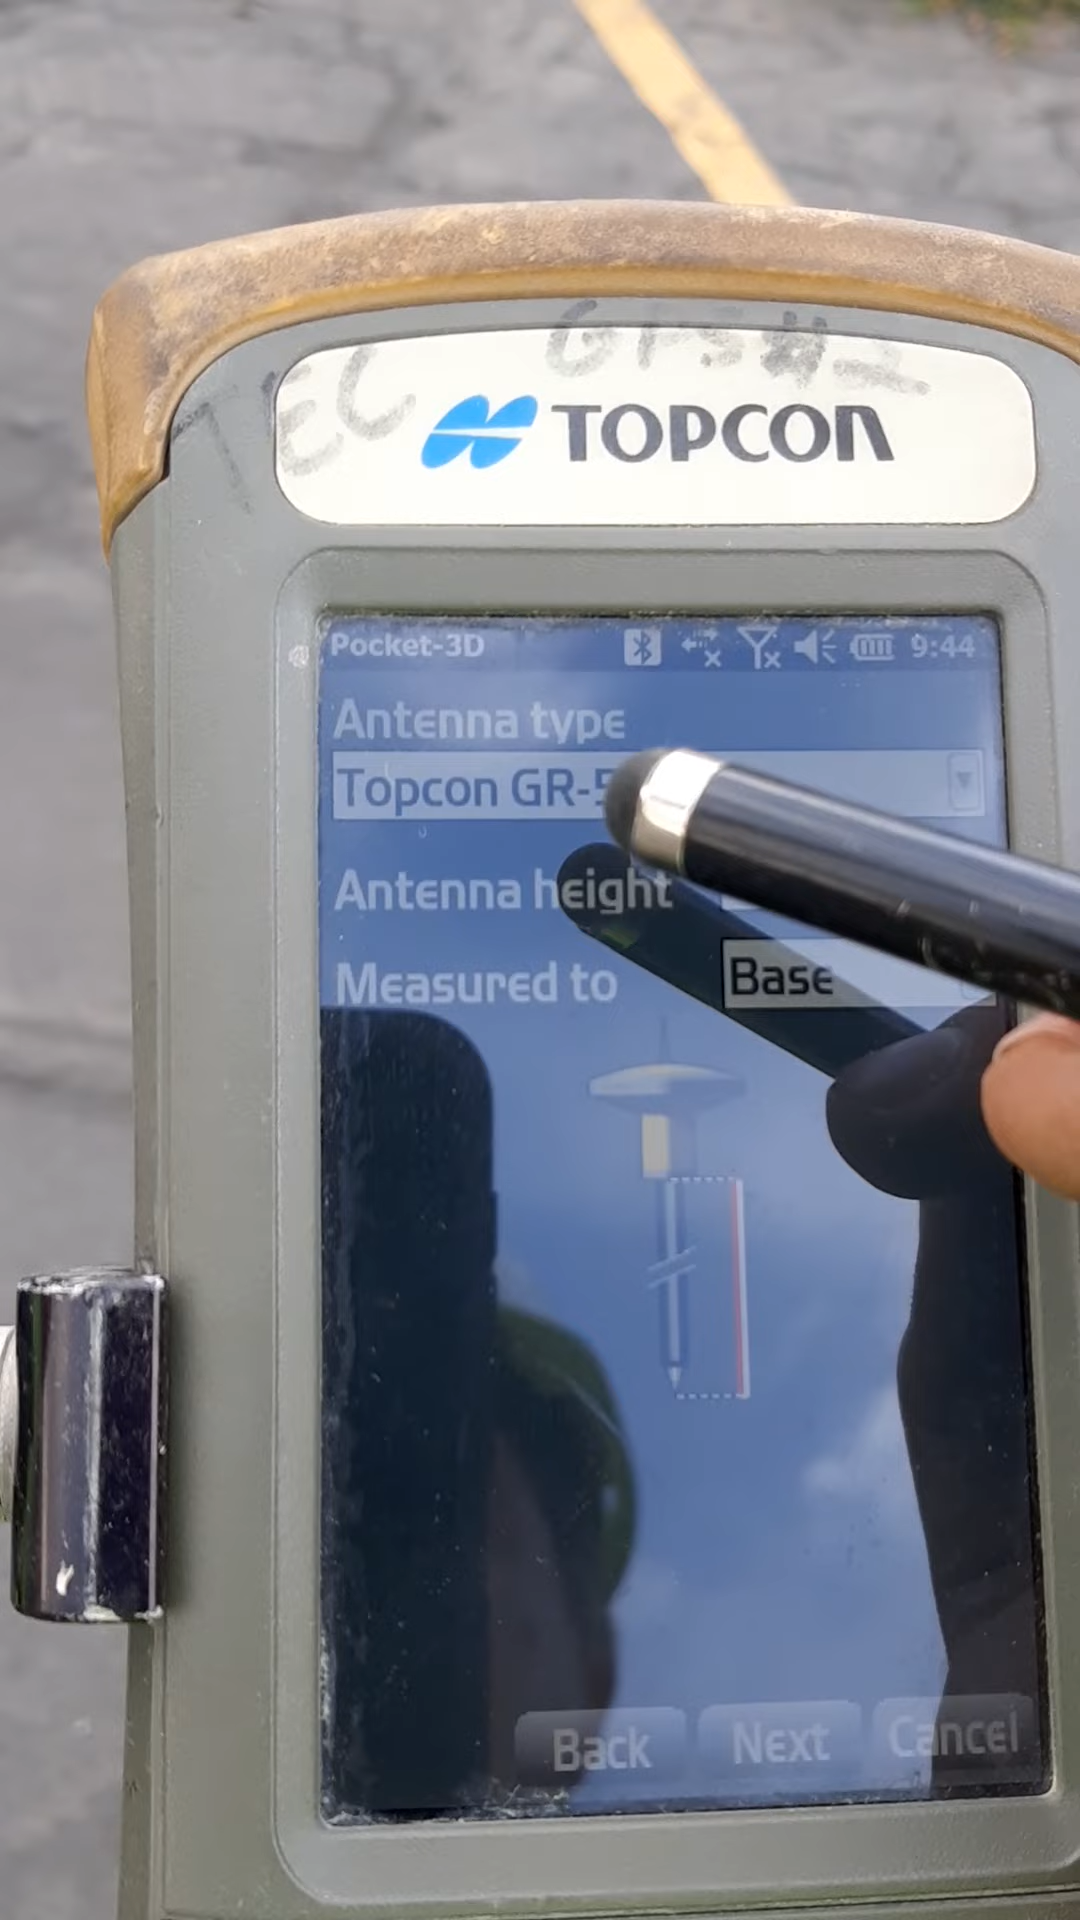 TEC GPS#2
TOPCON
Pocket-3D 9:44
Antenna type
Topcon GR-5
Antenna height
Measured to Base
Back Next Cancel